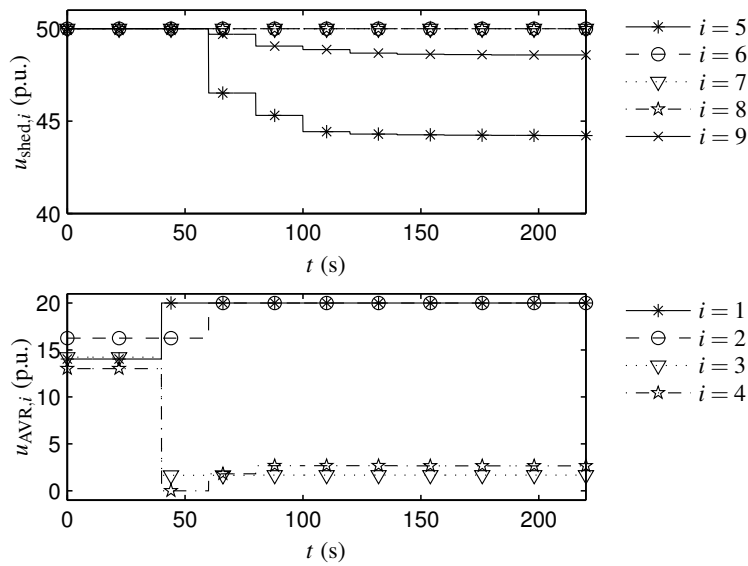 50
45
40
u_shed,i (p.u.)
0 50 100 150 200
t (s)
i = 5
i = 6
i = 7
i = 8
i = 9
20
15
10
5
0
u_AVR,i (p.u.)
0 50 100 150 200
t (s)
i = 1
i = 2
i = 3
i = 4